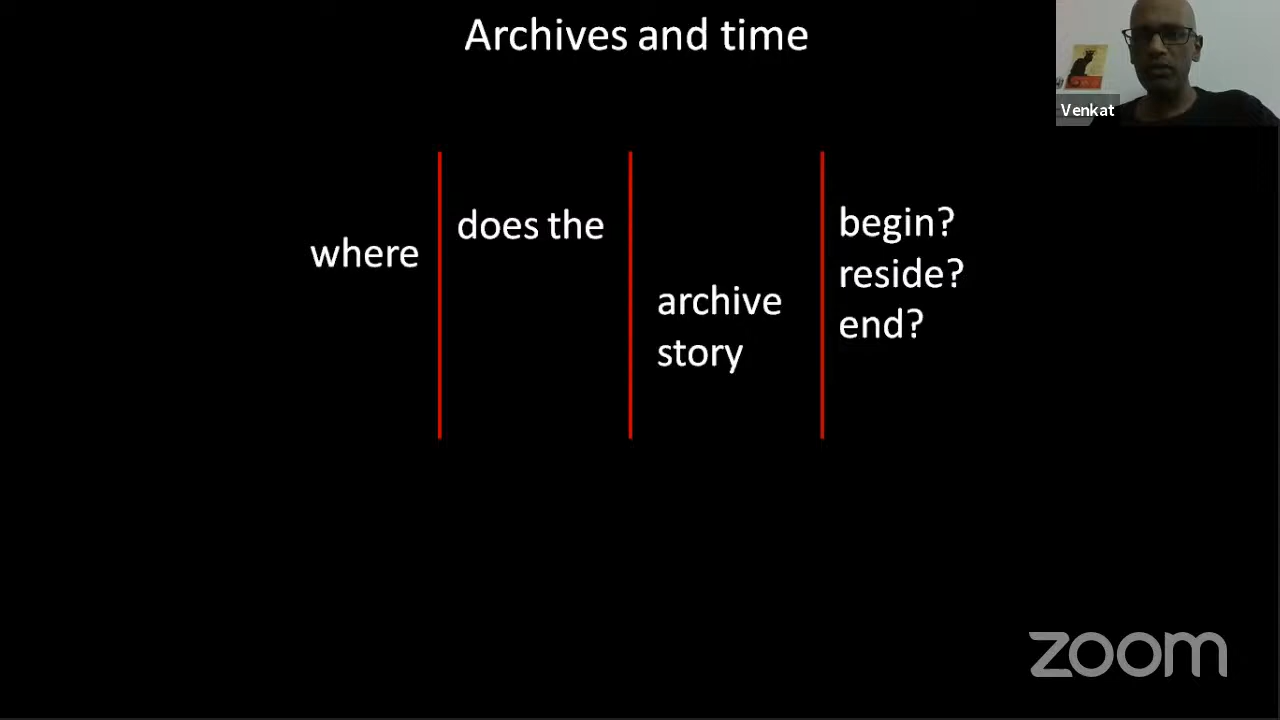 Archives and time
Venkat
where
does the
archive
story
begin?
reside?
end?
zoom